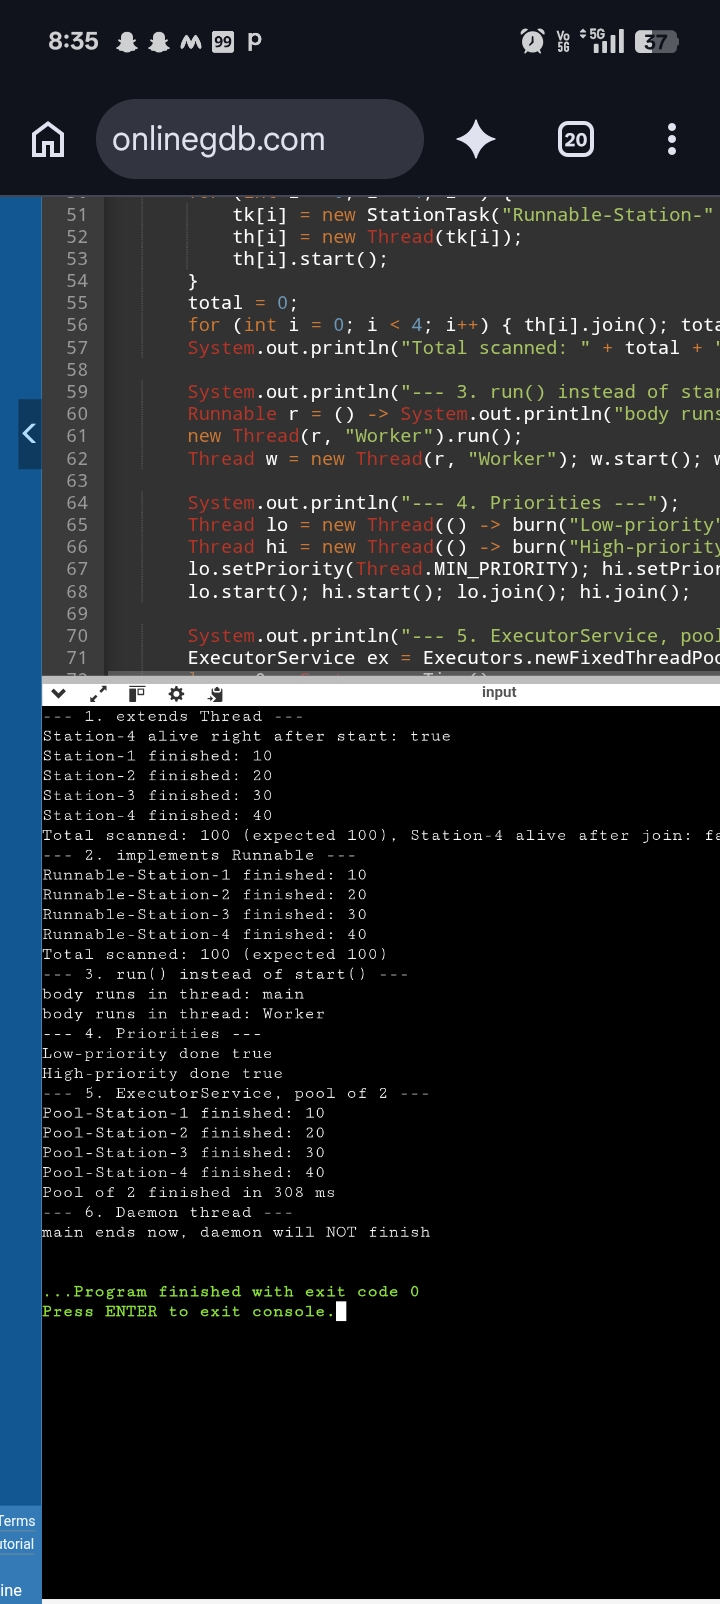 8:35 99 P Vo 5G 5G 37
onlinegdb.com 20
51 tk[i] = new StationTask("Runnable-Station-"
52 th[i] = new Thread(tk[i]);
53 th[i].start();
54 }
55 total = 0;
56 for (int i = 0; i < 4; i++) { th[i].join(); tota
57 System.out.println("Total scanned: " + total + "
58
59 System.out.println("--- 3. run() instead of star
60 Runnable r = () -> System.out.println("body runs
61 new Thread(r, "Worker").run();
62 Thread w = new Thread(r, "Worker"); w.start(); w
63
64 System.out.println("--- 4. Priorities ---");
65 Thread lo = new Thread(() -> burn("Low-priority"
66 Thread hi = new Thread(() -> burn("High-priority
67 lo.setPriority(Thread.MIN_PRIORITY); hi.setPrior
68 lo.start(); hi.start(); lo.join(); hi.join();
69
70 System.out.println("--- 5. ExecutorService, pool
71 ExecutorService ex = Executors.newFixedThreadPoo
input
--- 1. extends Thread ---
Station-4 alive right after start: true
Station-1 finished: 10
Station-2 finished: 20
Station-3 finished: 30
Station-4 finished: 40
Total scanned: 100 (expected 100), Station-4 alive after join: fa
--- 2. implements Runnable ---
Runnable-Station-1 finished: 10
Runnable-Station-2 finished: 20
Runnable-Station-3 finished: 30
Runnable-Station-4 finished: 40
Total scanned: 100 (expected 100)
--- 3. run() instead of start() ---
body runs in thread: main
body runs in thread: Worker
--- 4. Priorities ---
Low-priority done true
High-priority done true
--- 5. ExecutorService, pool of 2 ---
Pool-Station-1 finished: 10
Pool-Station-2 finished: 20
Pool-Station-3 finished: 30
Pool-Station-4 finished: 40
Pool of 2 finished in 308 ms
--- 6. Daemon thread ---
main ends now, daemon will NOT finish
...Program finished with exit code 0
Press ENTER to exit console.
Terms
utorial
ine